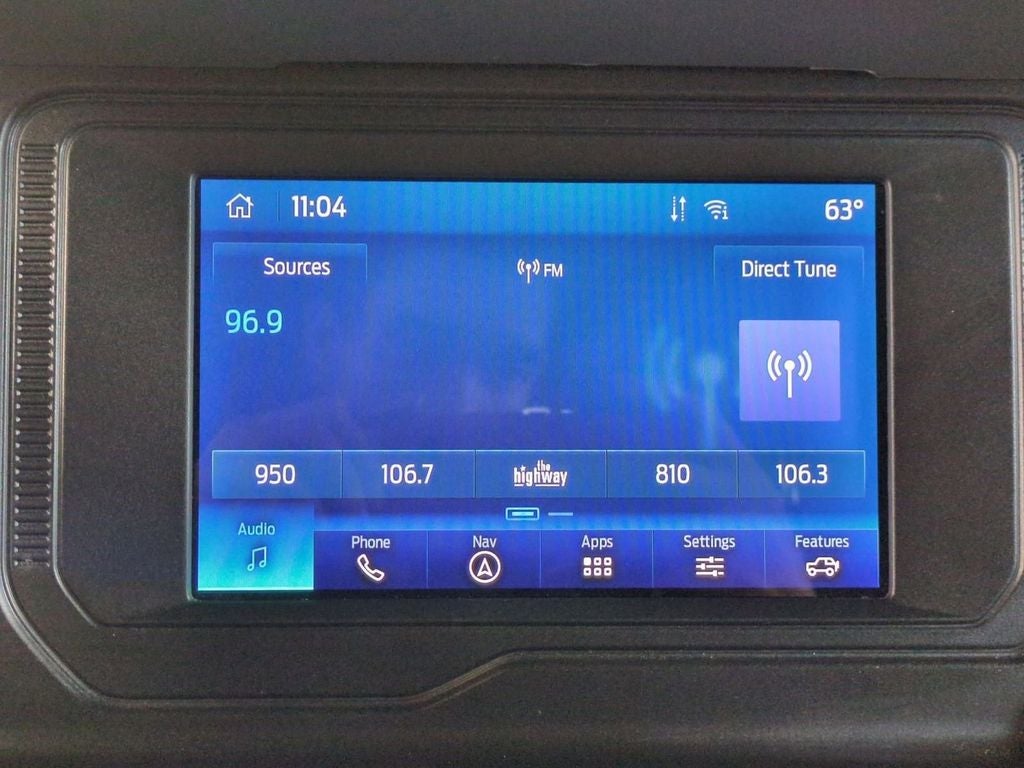 11:04 63°
Sources FM Direct Tune
96.9
950 106.7 the highway 810 106.3
Audio Phone Nav Apps Settings Features